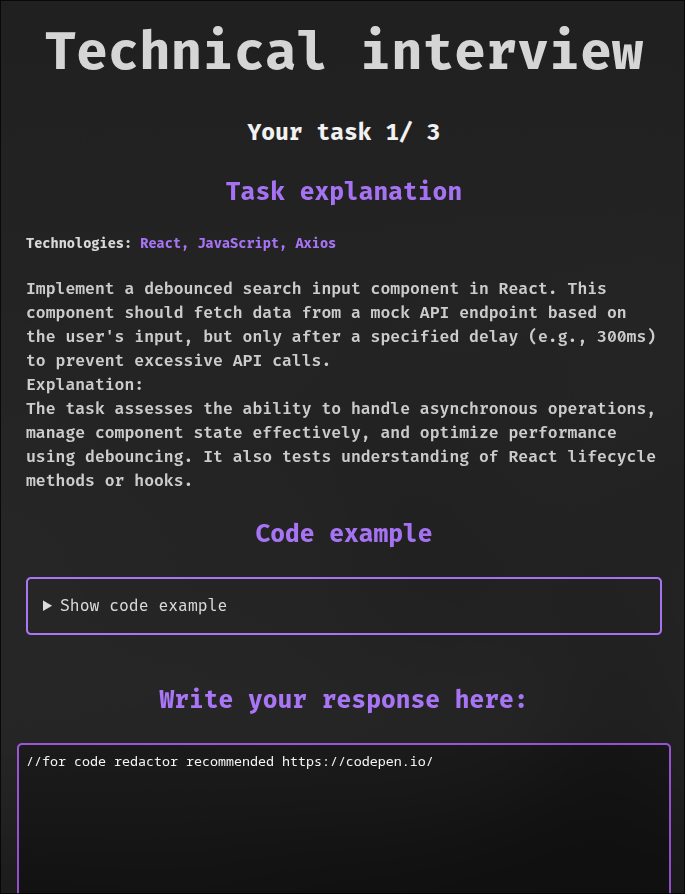 Technical interview
Your task 1/ 3
Task explanation
Technologies: React, JavaScript, Axios
Implement a debounced search input component in React. This
component should fetch data from a mock API endpoint based on
the user's input, but only after a specified delay (e.g., 300ms)
to prevent excessive API calls.
Explanation:
The task assesses the ability to handle asynchronous operations,
manage component state effectively, and optimize performance
using debouncing. It also tests understanding of React lifecycle
methods or hooks.
Code example
▶ Show code example
Write your response here:
//for code redactor recommended https://codepen.io/